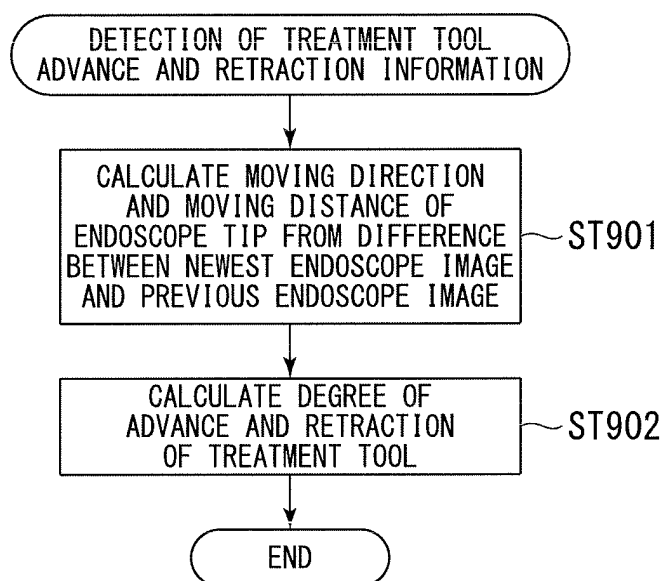 DETECTION OF TREATMENT TOOL
ADVANCE AND RETRACTION INFORMATION
CALCULATE MOVING DIRECTION
AND MOVING DISTANCE OF
ENDOSCOPE TIP FROM DIFFERENCE
BETWEEN NEWEST ENDOSCOPE IMAGE
AND PREVIOUS ENDOSCOPE IMAGE
ST901
CALCULATE DEGREE OF
ADVANCE AND RETRACTION
OF TREATMENT TOOL
ST902
END